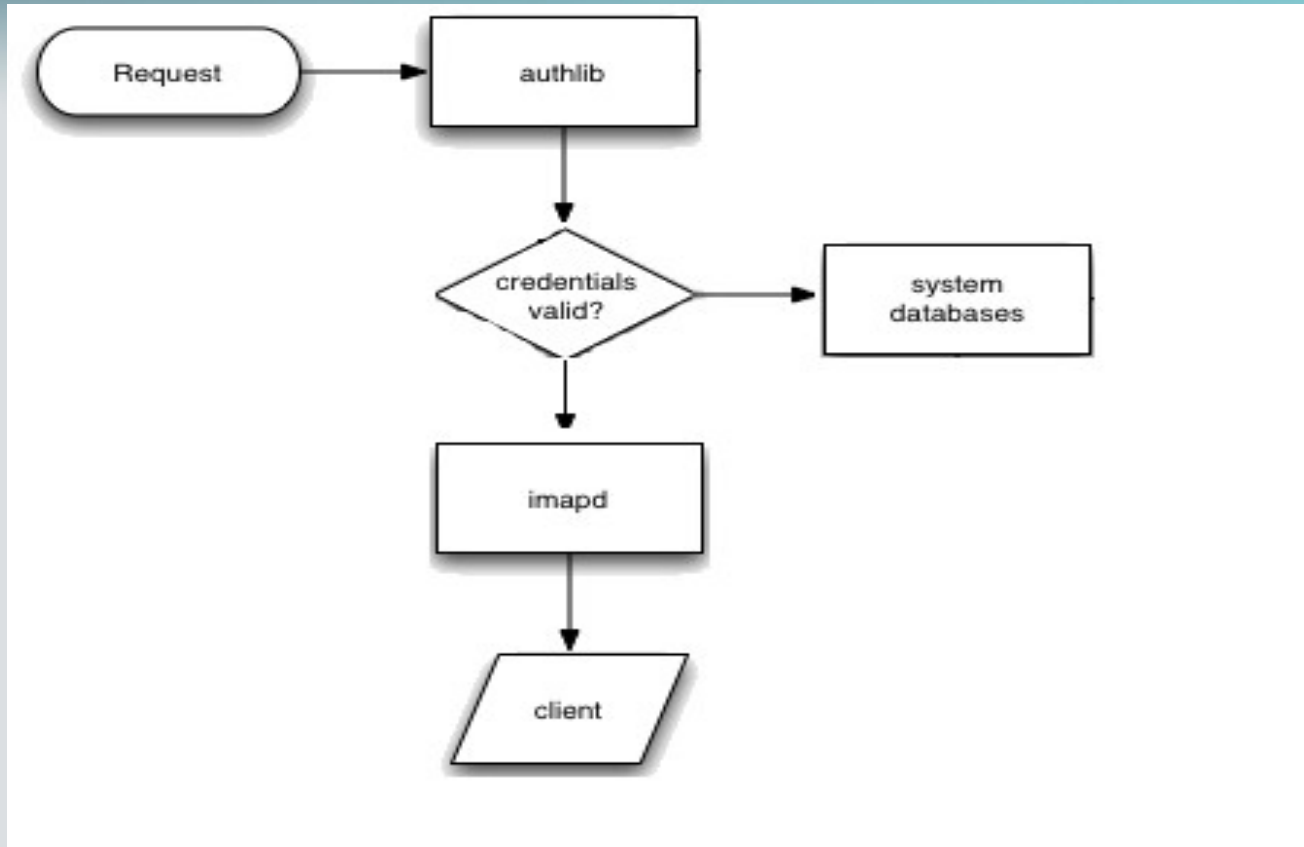 Request
authlib
credentials
valid?
system
databases
imapd
client